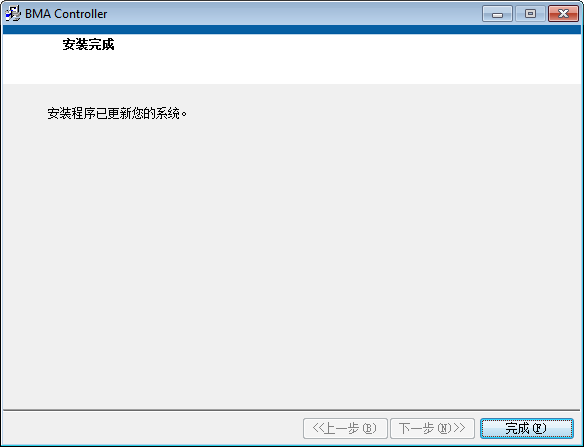 BMA Controller
安装完成
安装程序已更新您的系统。
<<上一步(B)
下一步(N)>>
完成(F)